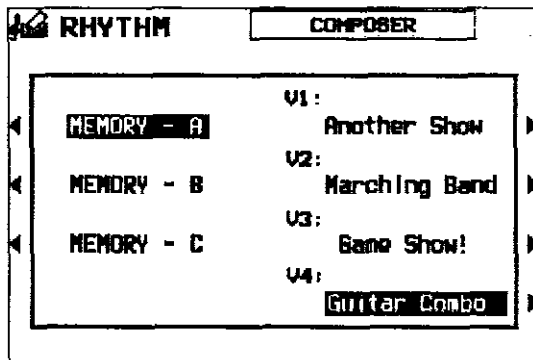 RHYTHM COMPOSER
V1:
MEMORY - A Another Show
V2:
MEMORY - B Marching Band
V3:
MEMORY - C Game Show!
V4:
Guitar Combo